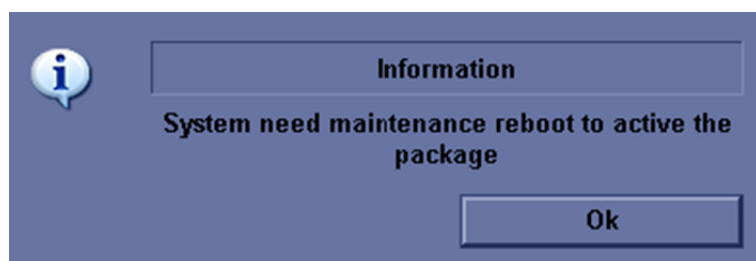 Information
System need maintenance reboot to active the
package
Ok